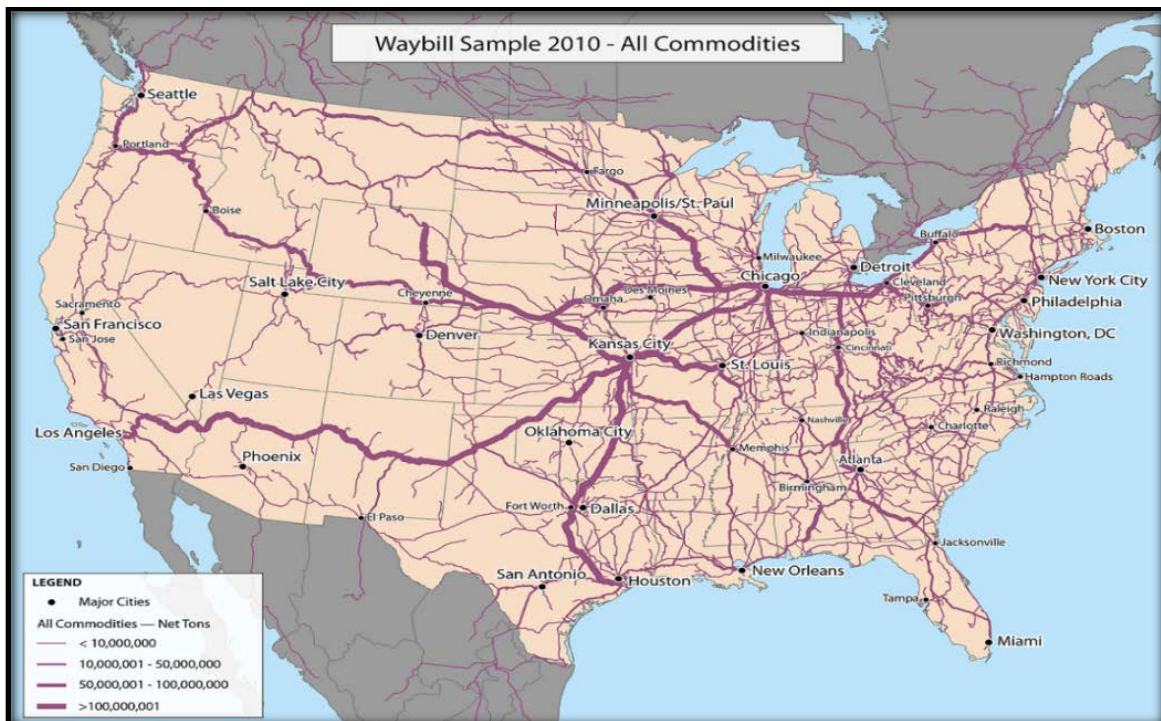 Waybill Sample 2010 - All Commodities
Seattle
Portland
Fargo
Minneapolis/St. Paul
Boise
Buffalo
Boston
Milwaukee
Detroit
Chicago
Cleveland
New York City
Salt Lake City
Cheyenne
Omaha
Des Moines
Pittsburgh
Philadelphia
Sacramento
San Francisco
San Jose
Denver
Kansas City
Indianapolis
Cincinnati
Washington, DC
St. Louis
Richmond
Hampton Roads
Las Vegas
Nashville
Raleigh
Charlotte
Los Angeles
Oklahoma City
Memphis
San Diego
Phoenix
Atlanta
Birmingham
Fort Worth
Dallas
El Paso
Jacksonville
San Antonio
Houston
New Orleans
Tampa
Miami
LEGEND
Major Cities
All Commodities — Net Tons
< 10,000,000
10,000,001 - 50,000,000
50,000,001 - 100,000,000
>100,000,001